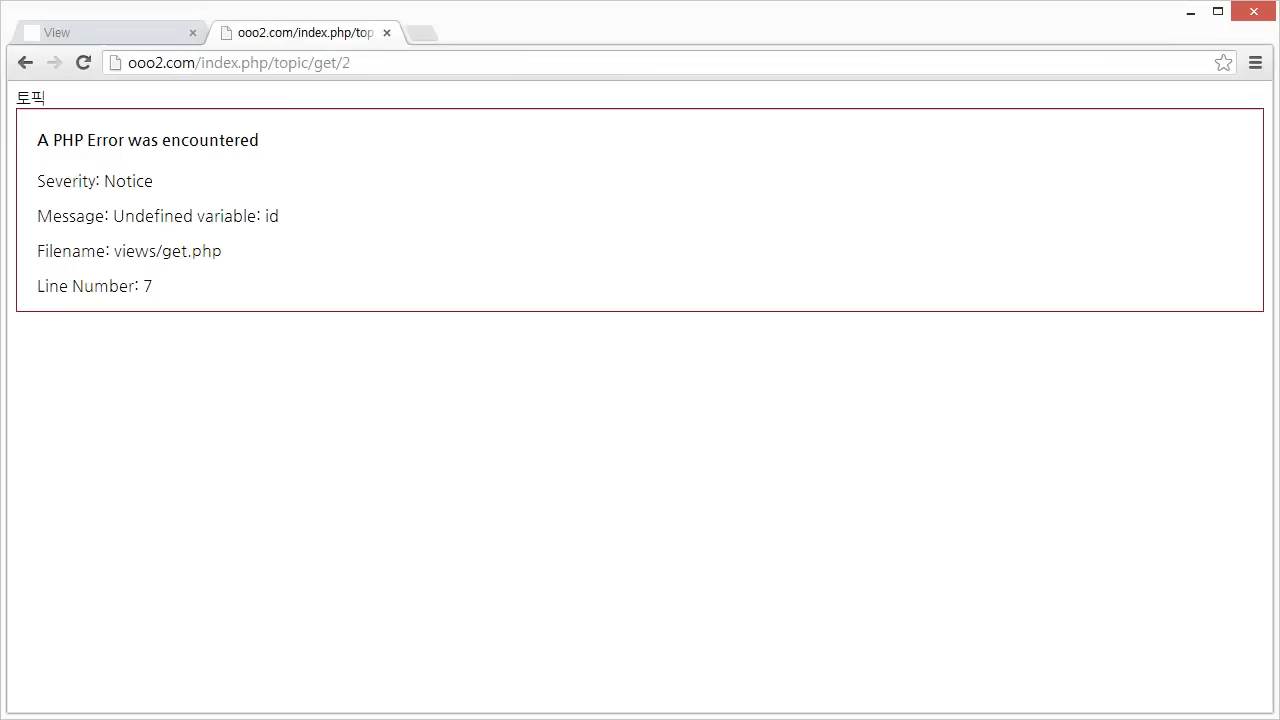 View
ooo2.com/index.php/top
ooo2.com/index.php/topic/get/2
토픽
A PHP Error was encountered
Severity: Notice
Message: Undefined variable: id
Filename: views/get.php
Line Number: 7